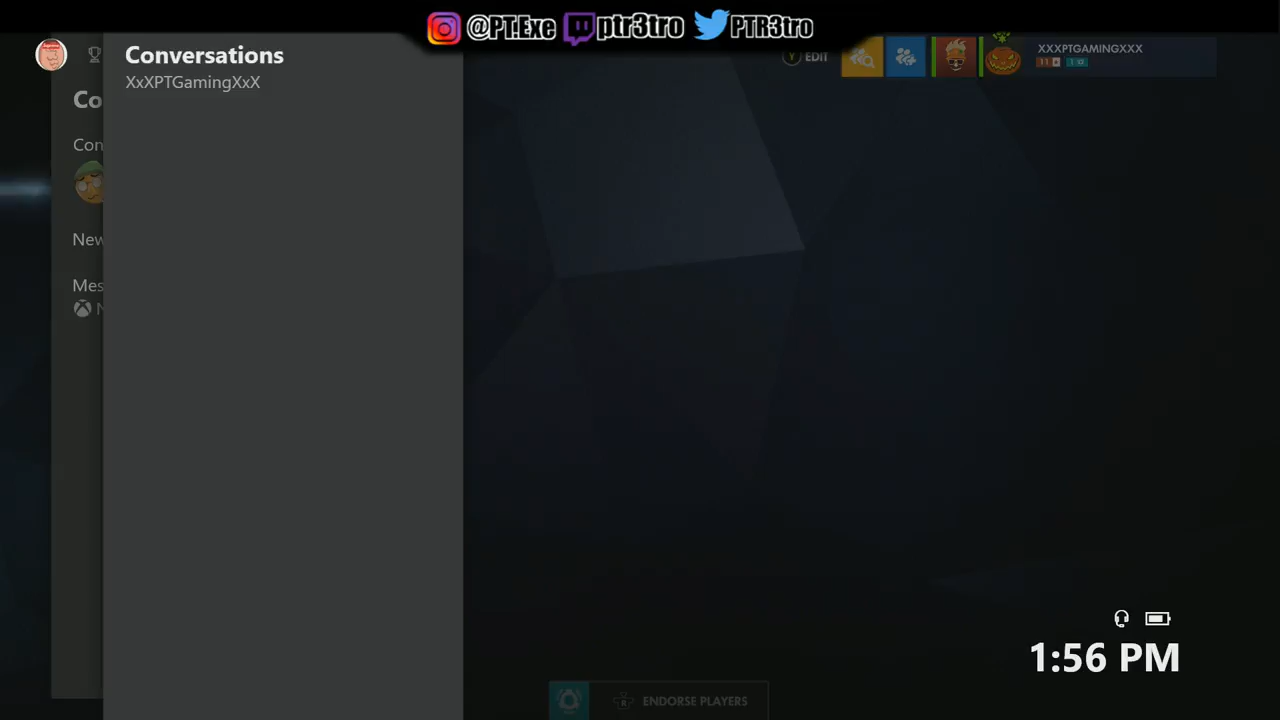 @PT.Exe ptr3tro PTR3tro
Conversations
XxXPTGamingXxX
Co
Con
New
Mes
N
Y EDIT
XXXPTGAMINGXXX
ENDORSE PLAYERS
1:56 PM